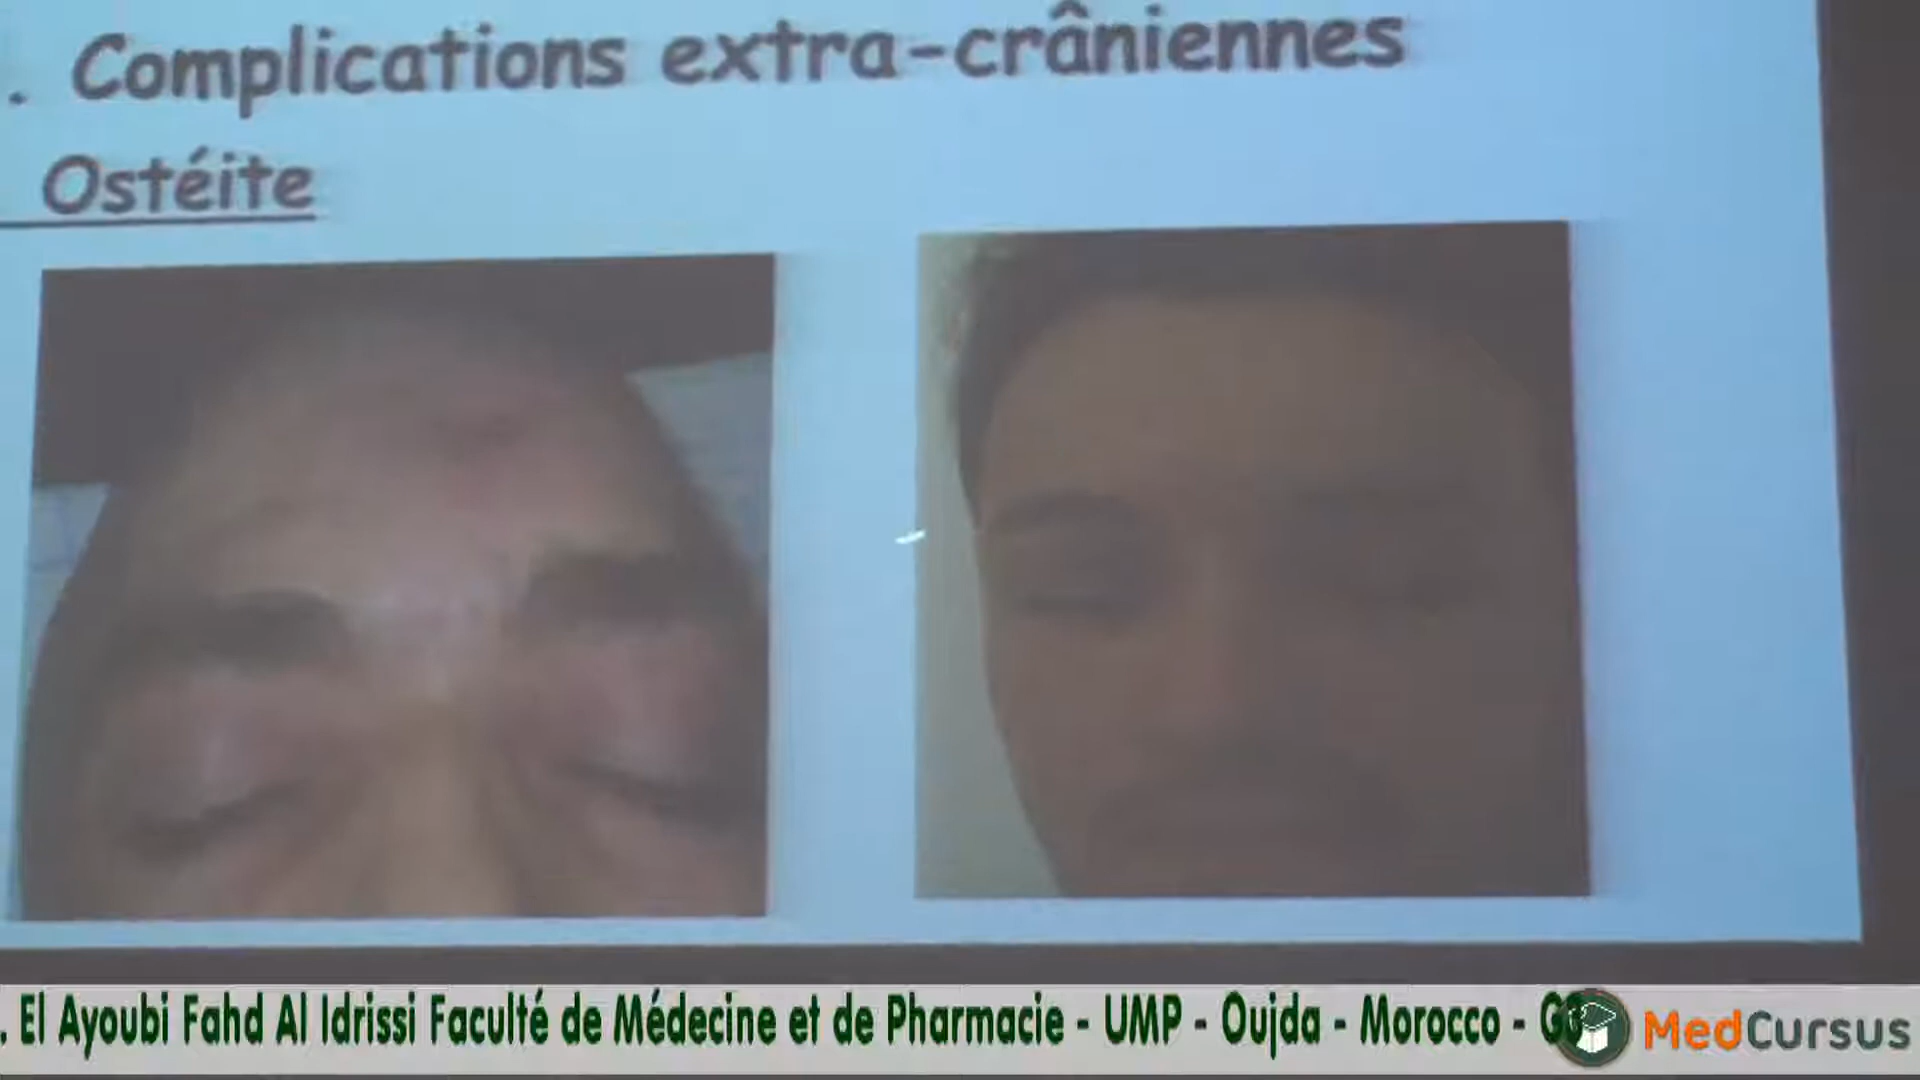 . Complications extra-crâniennes
Ostéite
. El Ayoubi Fahd Al Idrissi Faculté de Médecine et de Pharmacie - UMP - Oujda - Morocco -
MedCursus